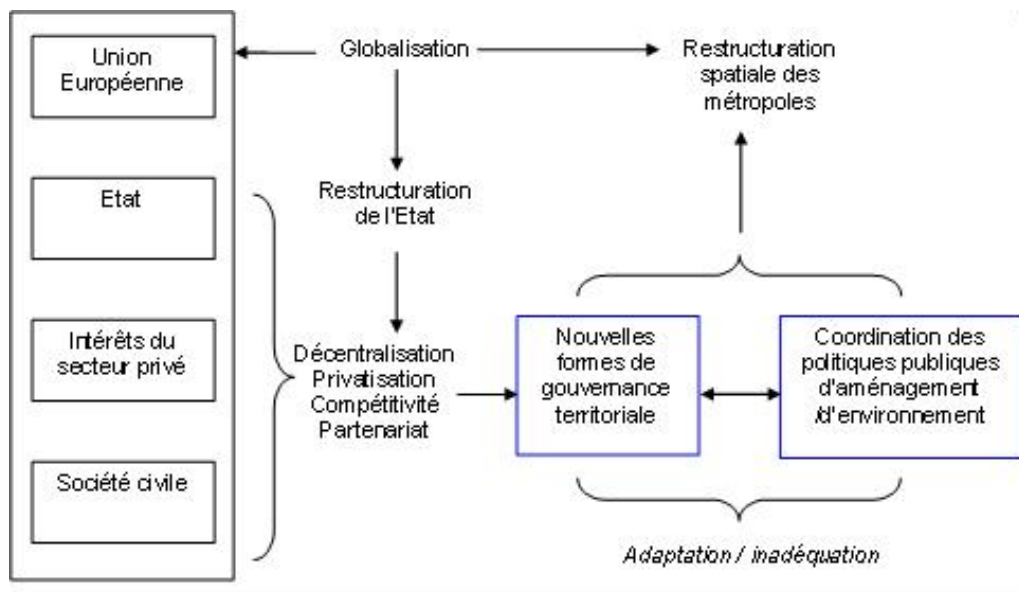 Union
Européenne
Etat
Intérêts du
secteur privé
Société civile
Globalisation
Restructuration
de l'Etat
Décentralisation
Privatisation
Compétitivité
Partenariat
Restructuration
spatiale des
métropoles
Nouvelles
formes de
gouvernance
territoriale
Coordination des
politiques publiques
d'aménagement
/d'environnement
Adaptation / inadéquation